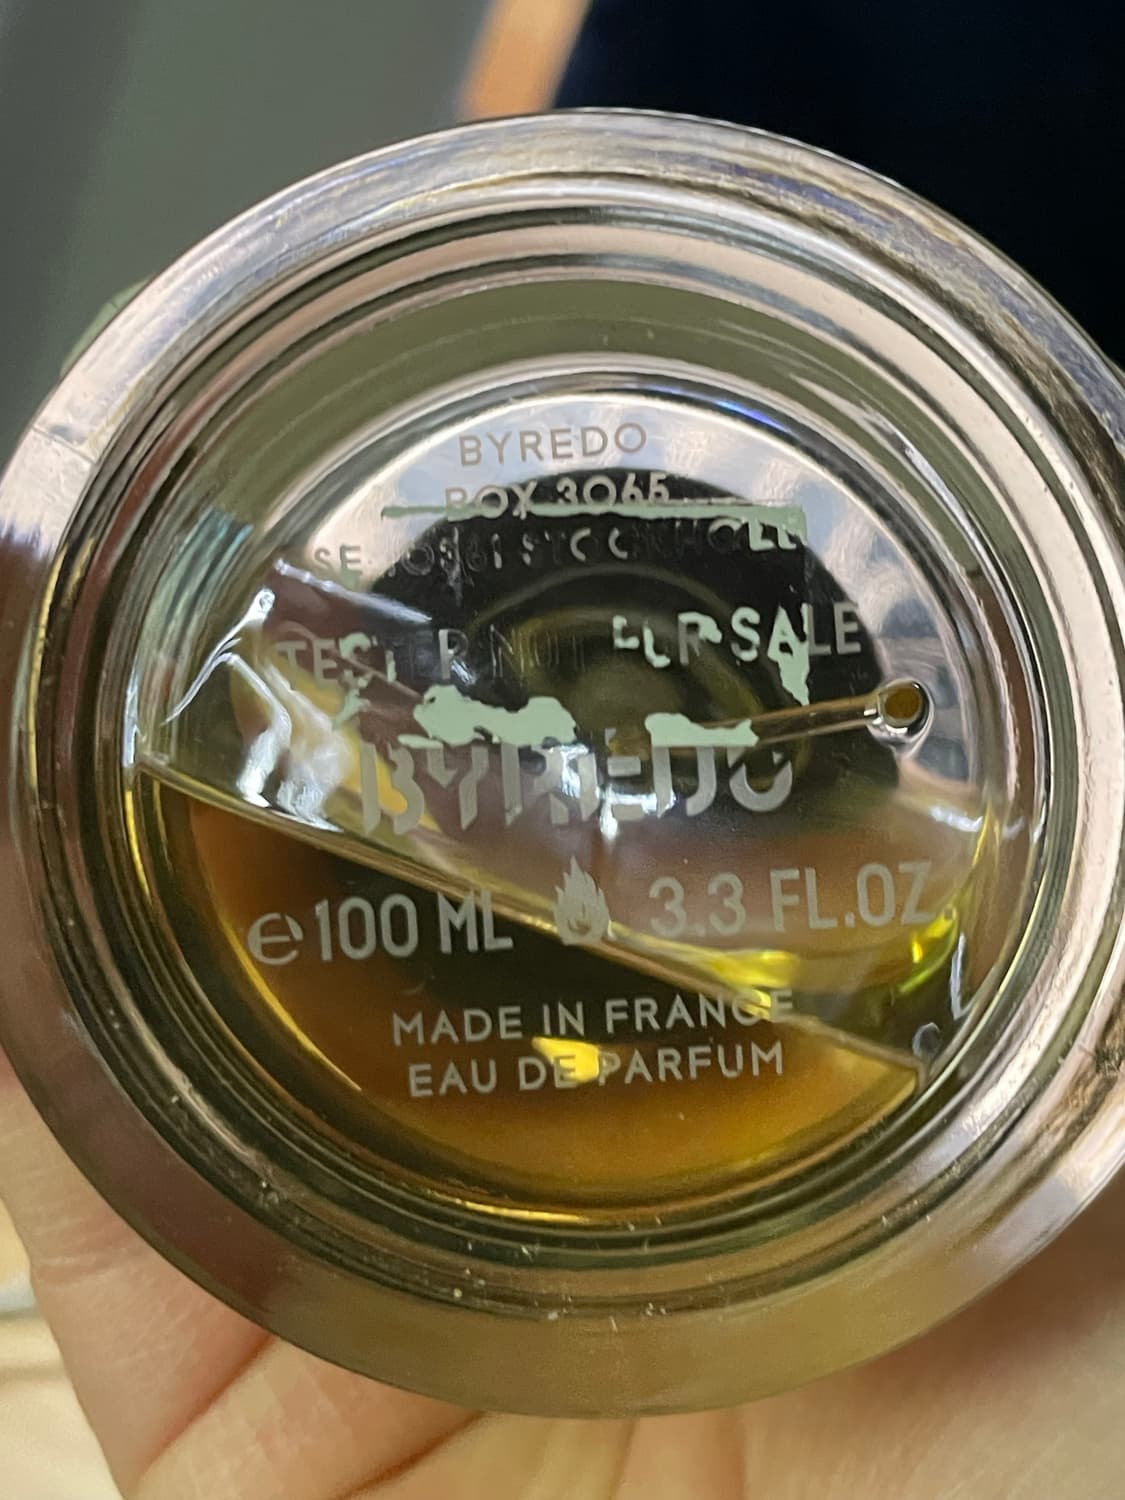 BYREDO
BOX 3065
TESTER NOT FOR SALE
BYREDO
℮100 ML 3.3 FL.OZ.
MADE IN FRANCE
EAU DE PARFUM